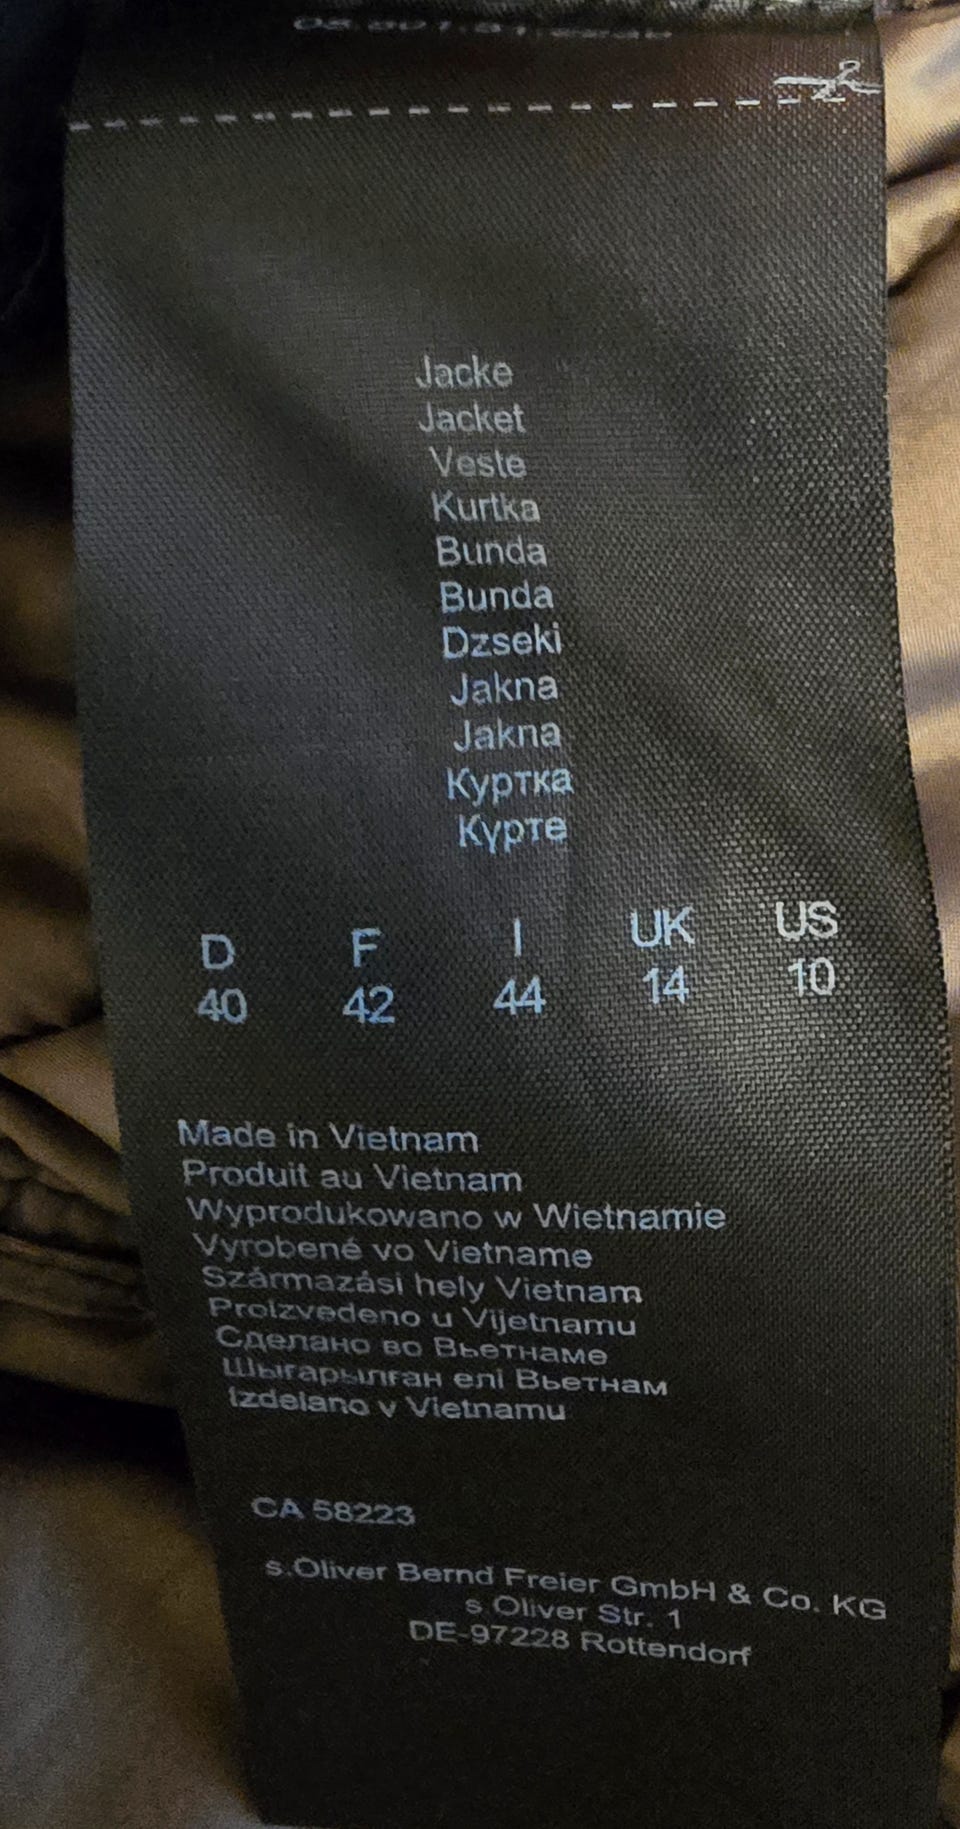 Jacke
Jacket
Veste
Kurtka
Bunda
Bunda
Dzseki
Jakna
Jakna
Куртка
Курте
D F I UK US
40 42 44 14 10
Made in Vietnam
Produit au Vietnam
Wyprodukowano w Wietnamie
Vyrobené vo Vietname
Származási hely Vietnam
Proizvedeno u Vijetnamu
Сделано во Вьетнаме
Шығарылған елі Вьетнам
Izdelano v Vietnamu
CA 58223
s.Oliver Bernd Freier GmbH & Co. KG
s.Oliver Str. 1
DE-97228 Rottendorf